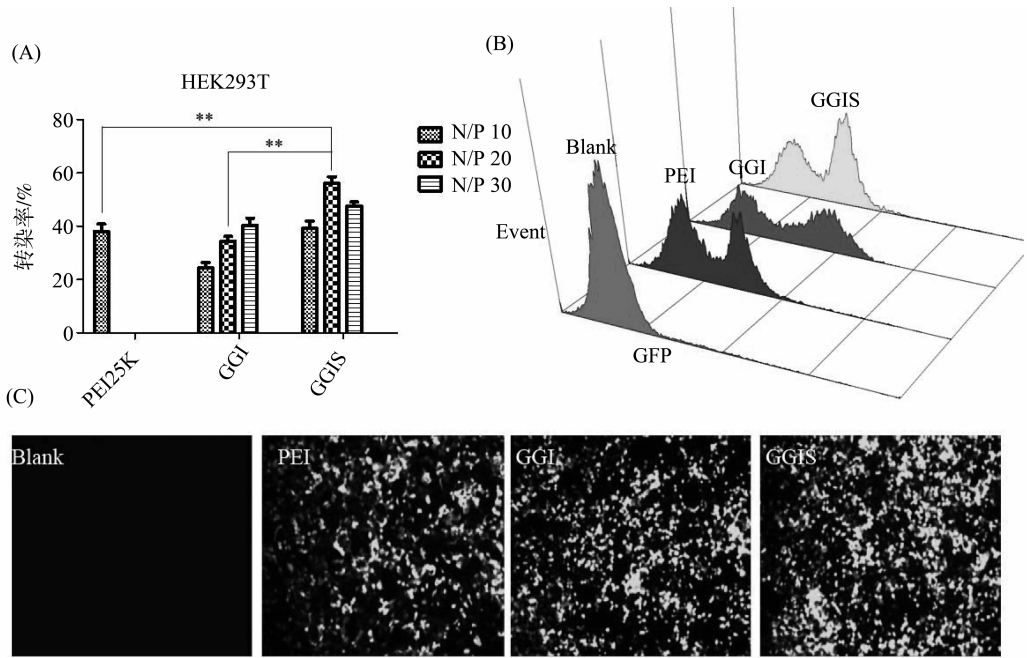 (A)
HEK293T
**
**
80
60
40
20
0
转染率/%
PEI25K
GGI
GGIS
N/P 10
N/P 20
N/P 30
(B)
Blank
PEI
GGI
GGIS
Event
GFP
(C)
Blank
PEI
GGI
GGIS